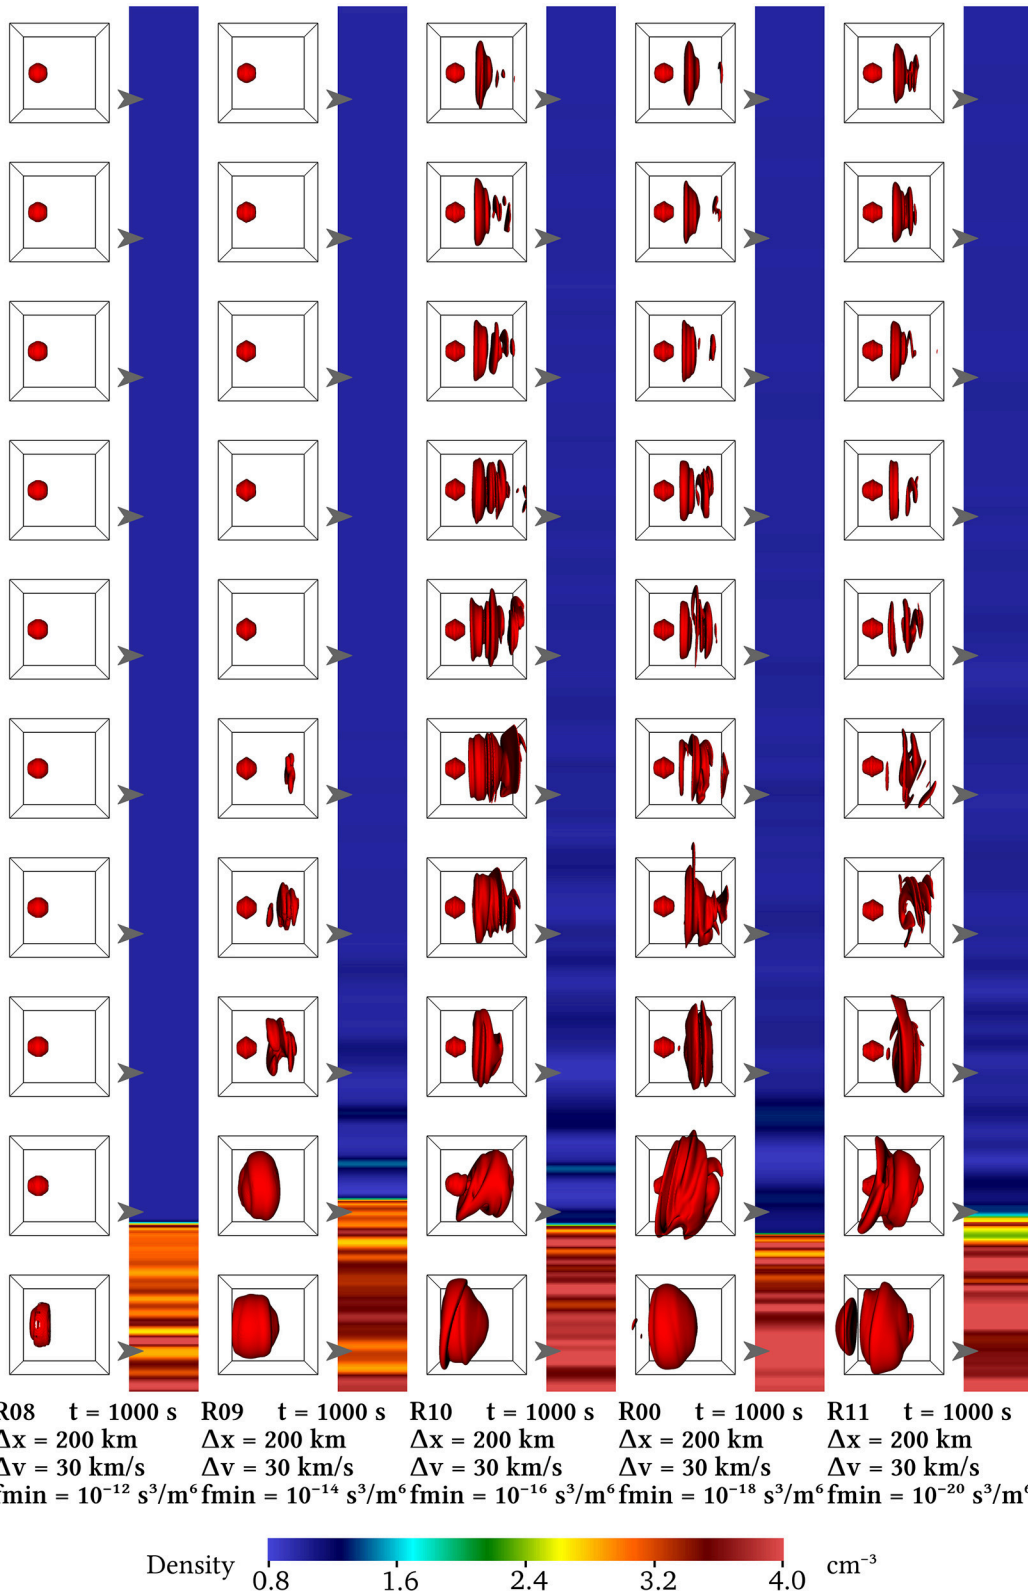 R08 t = 1000 s R09 t = 1000 s R10 t = 1000 s R00 t = 1000 s R11 t = 1000 s
Δx = 200 km Δx = 200 km Δx = 200 km Δx = 200 km Δx = 200 km
Δv = 30 km/s Δv = 30 km/s Δv = 30 km/s Δv = 30 km/s Δv = 30 km/s
fmin = 10⁻¹² s³/m⁶ fmin = 10⁻¹⁴ s³/m⁶ fmin = 10⁻¹⁶ s³/m⁶ fmin = 10⁻¹⁸ s³/m⁶ fmin = 10⁻²⁰ s³/m⁶
Density cm⁻³
0.8 1.6 2.4 3.2 4.0